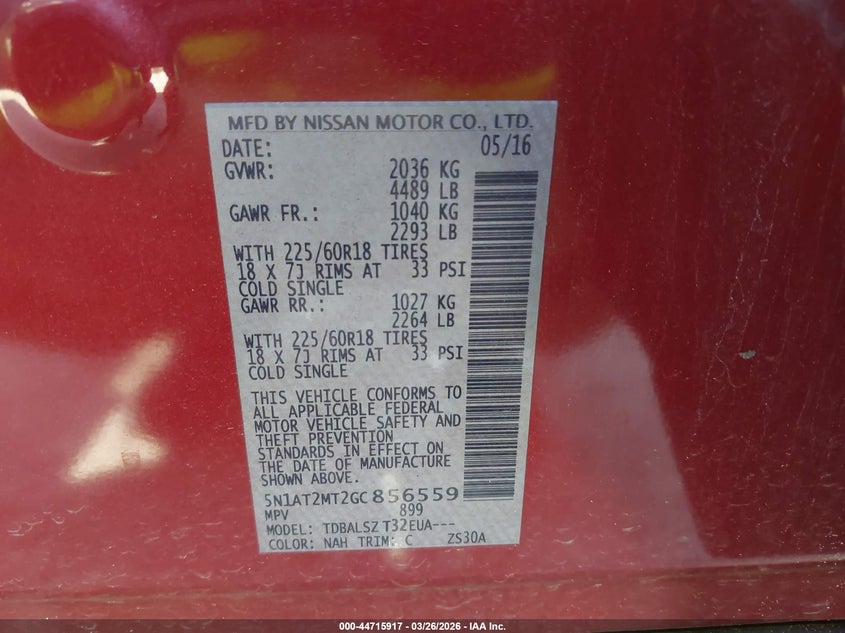 MFD BY NISSAN MOTOR CO., LTD.
DATE: 05/16
GVWR: 2036 KG
4489 LB
GAWR FR.: 1040 KG
2293 LB
WITH 225/60R18 TIRES
18 X 7J RIMS AT 33 PSI
COLD SINGLE
GAWR RR.: 1027 KG
2264 LB
WITH 225/60R18 TIRES
18 X 7J RIMS AT 33 PSI
COLD SINGLE
THIS VEHICLE CONFORMS TO
ALL APPLICABLE FEDERAL
MOTOR VEHICLE SAFETY AND
THEFT PREVENTION
STANDARDS IN EFFECT ON
THE DATE OF MANUFACTURE
SHOWN ABOVE.
5N1AT2MT2GC856559
MPV 899
MODEL: TDBALSZ T32EUA---
COLOR: NAH TRIM: C ZS30A
000-44715917 | 03/26/2026 – IAA Inc.